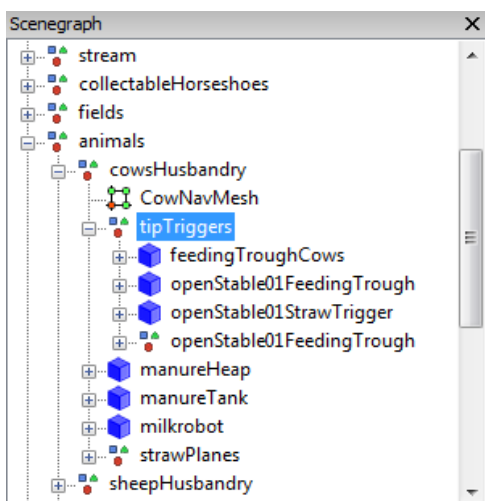 Scenegraph
stream
collectableHorseshoes
fields
animals
cowsHusbandry
CowNavMesh
tipTriggers
feedingTroughCows
openStable01FeedingTrough
openStable01StrawTrigger
openStable01FeedingTrough
manureHeap
manureTank
milkrobot
strawPlanes
sheepHusbandry